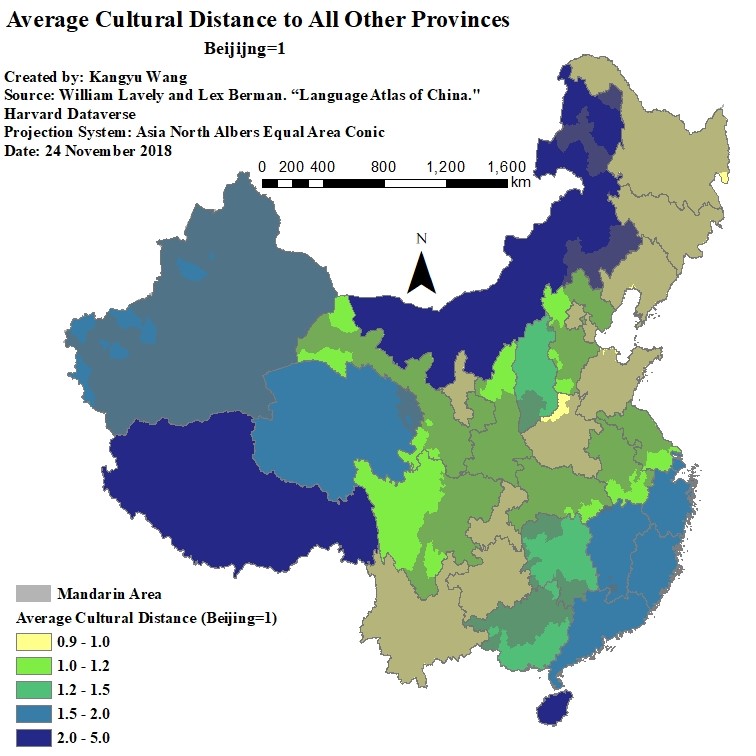 Average Cultural Distance to All Other Provinces
Beijijng=1
Created by: Kangyu Wang
Source: William Lavely and Lex Berman. “Language Atlas of China."
Harvard Dataverse
Projection System: Asia North Albers Equal Area Conic
Date: 24 November 2018
0 200 400 800 1,200 1,600
km
N
Mandarin Area
Average Cultural Distance (Beijing=1)
0.9 - 1.0
1.0 - 1.2
1.2 - 1.5
1.5 - 2.0
2.0 - 5.0